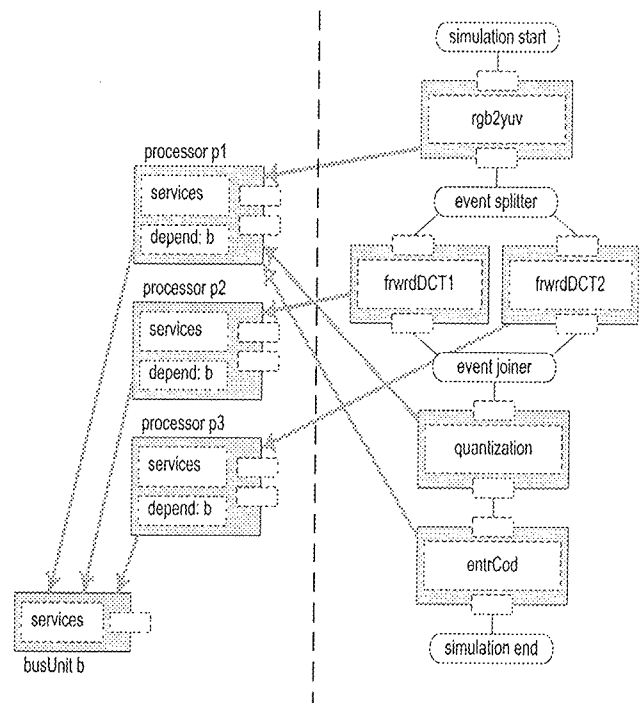 simulation start
rgb2yuv
processor p1
services
depend: b
event splitter
frwrdDCT1
frwrdDCT2
processor p2
services
depend: b
event joiner
processor p3
services
depend: b
quantization
entrCod
services
busUnit b
simulation end